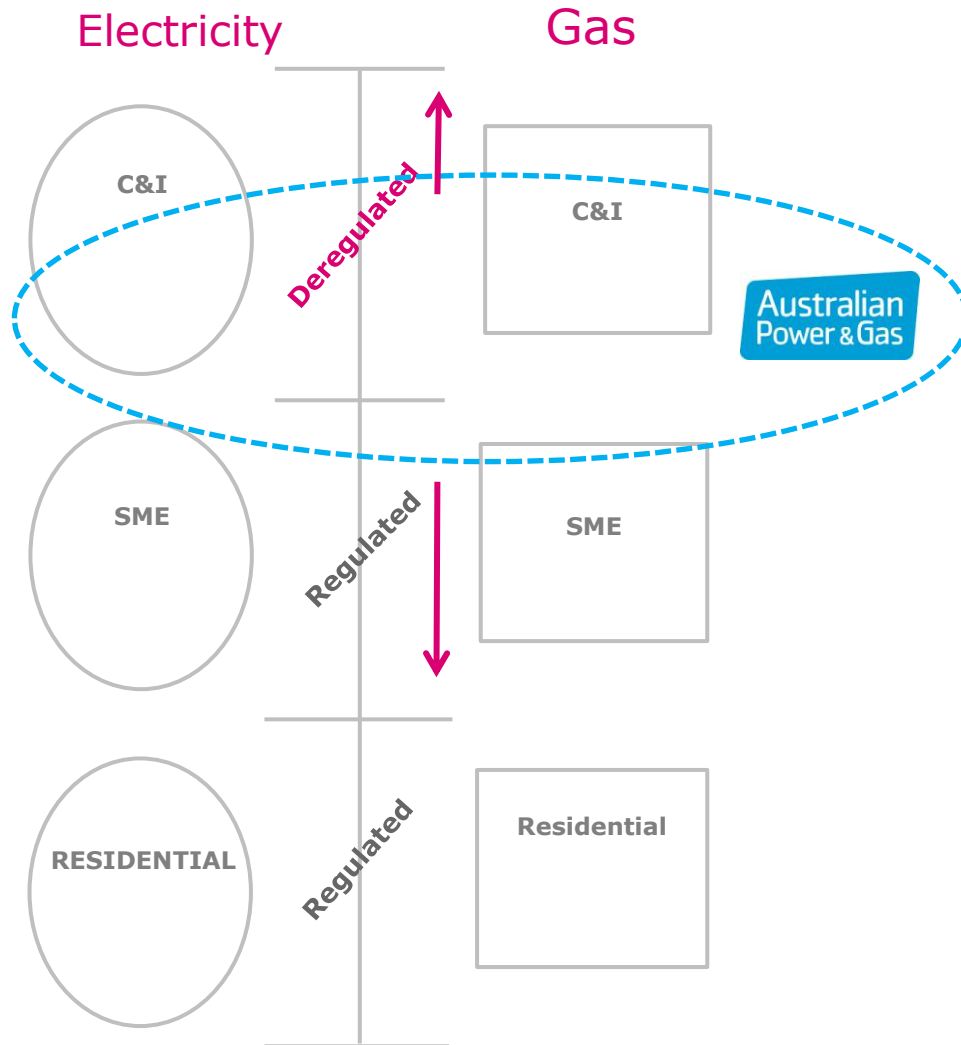 Electricity
Gas
C&I
Deregulated
C&I
Australian
Power & Gas
SME
Regulated
SME
RESIDENTIAL
Regulated
Residential